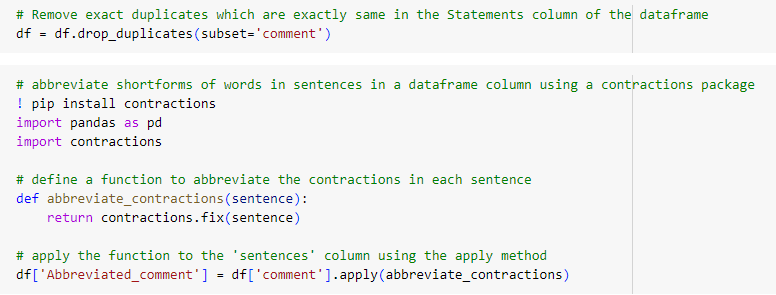 # Remove exact duplicates which are exactly same in the Statements column of the dataframe
df = df.drop_duplicates(subset='comment')
# abbreviate shortforms of words in sentences in a dataframe column using a contractions package
! pip install contractions
import pandas as pd
import contractions
# define a function to abbreviate the contractions in each sentence
def abbreviate_contractions(sentence):
    return contractions.fix(sentence)
# apply the function to the 'sentences' column using the apply method
df['Abbreviated_comment'] = df['comment'].apply(abbreviate_contractions)